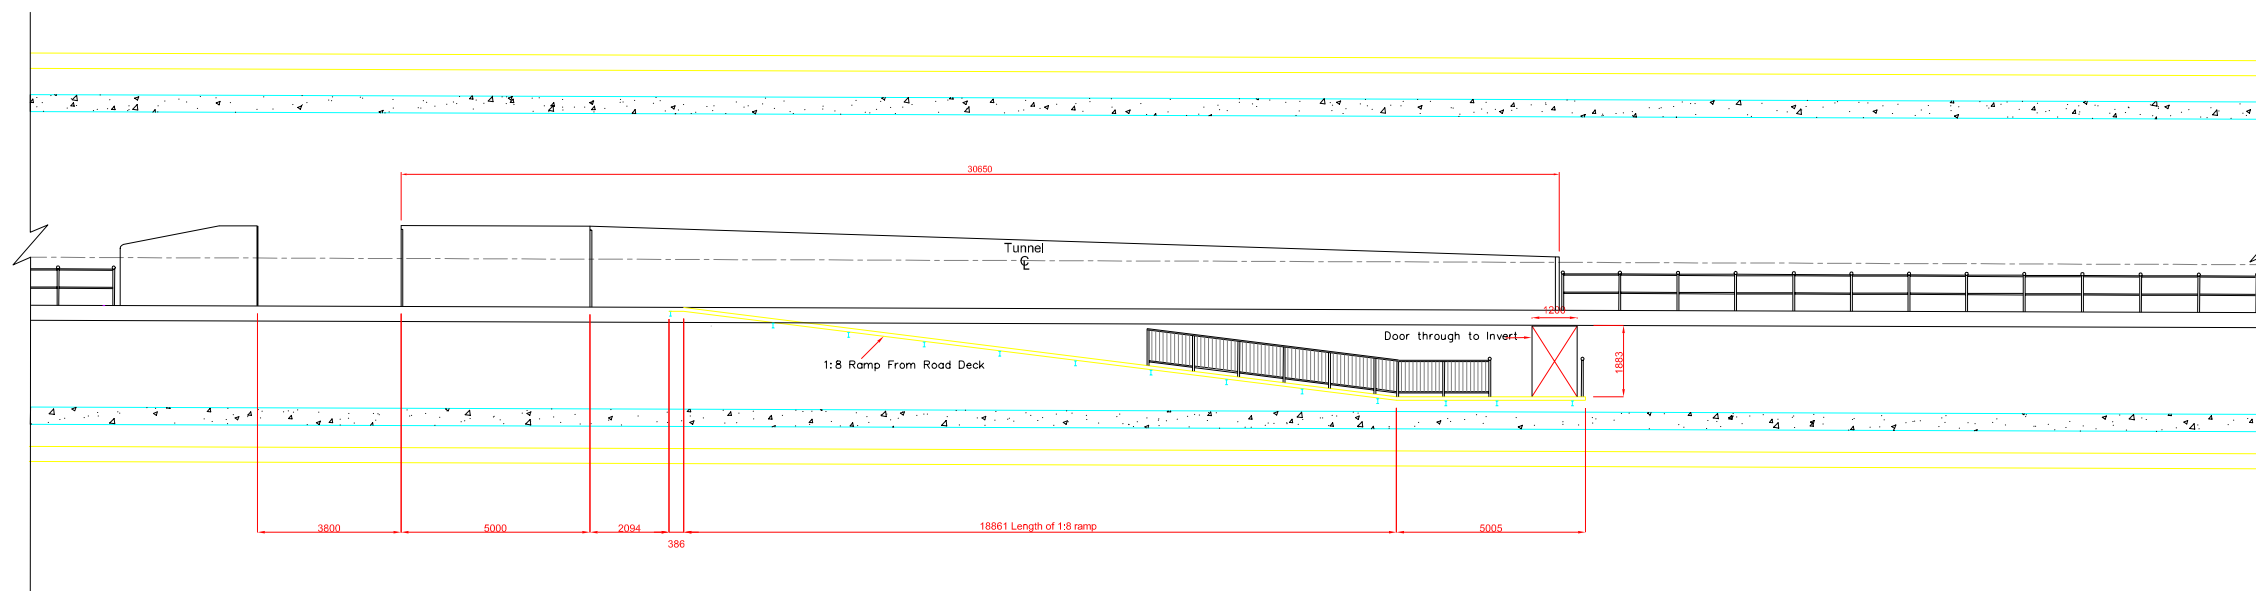 30650
Tunnel
CL
1200
Door through to Invert
1883
1:8 Ramp From Road Deck
3800
5000
2094
386
18861 Length of 1:8 ramp
5005